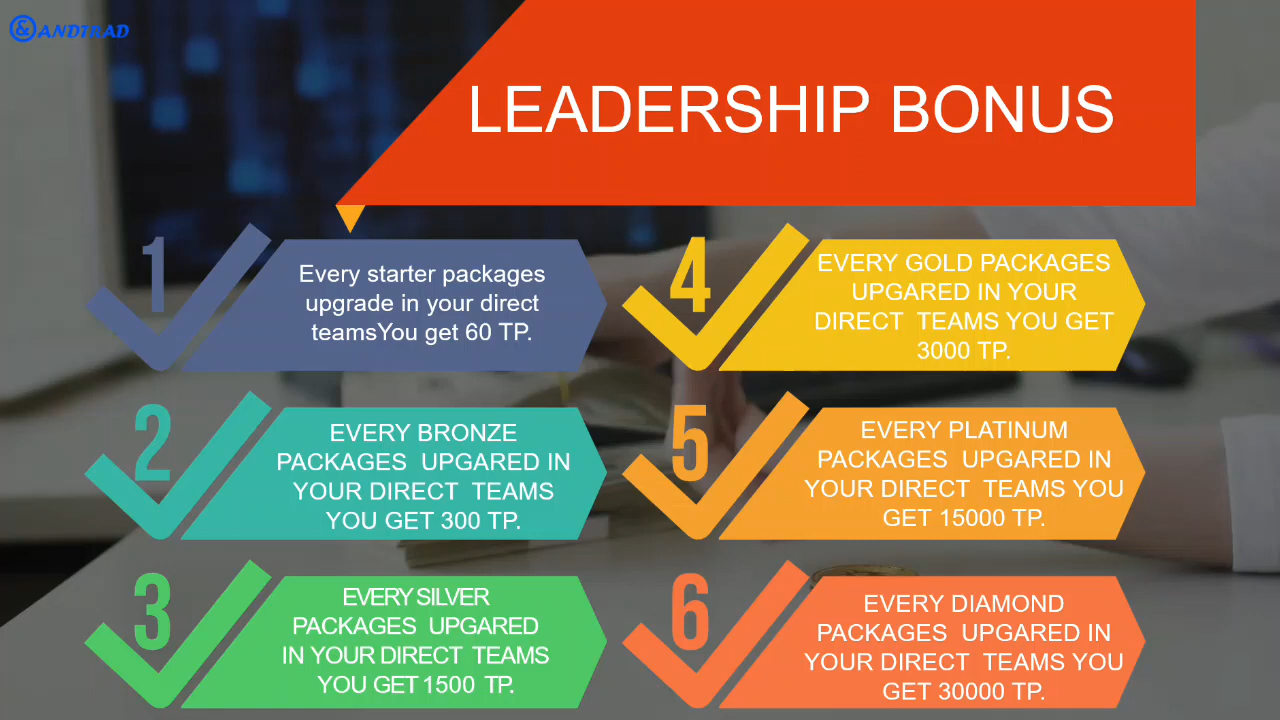 &ANDTRAD
LEADERSHIP BONUS
1
Every starter packages
upgrade in your direct
teamsYou get 60 TP.
2
EVERY BRONZE
PACKAGES UPGARED IN
YOUR DIRECT TEAMS
YOU GET 300 TP.
3
EVERY SILVER
PACKAGES UPGARED
IN YOUR DIRECT TEAMS
YOU GET 1500 TP.
4
EVERY GOLD PACKAGES
UPGARED IN YOUR
DIRECT TEAMS YOU GET
3000 TP.
5
EVERY PLATINUM
PACKAGES UPGARED IN
YOUR DIRECT TEAMS YOU
GET 15000 TP.
6
EVERY DIAMOND
PACKAGES UPGARED IN
YOUR DIRECT TEAMS YOU
GET 30000 TP.